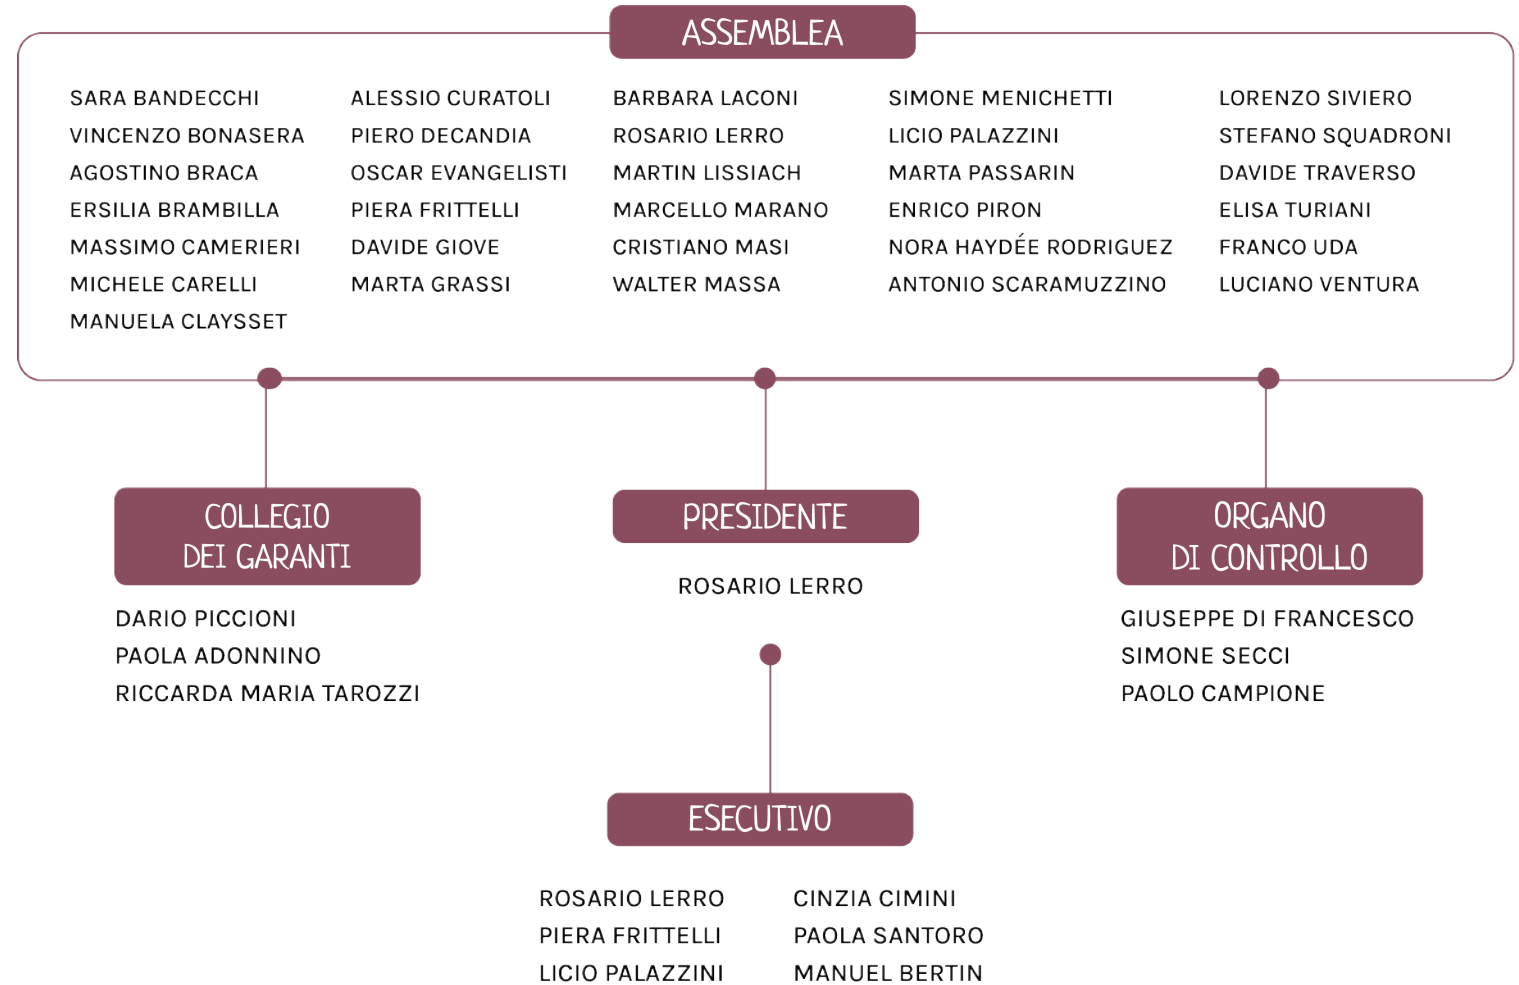 ASSEMBLEA
SARA BANDECCHI
VINCENZO BONASERA
AGOSTINO BRACA
ERSILIA BRAMBILLA
MASSIMO CAMERIERI
MICHELE CARELLI
MANUELA CLAYSSET
ALESSIO CURATOLI
PIERO DECANDIA
OSCAR EVANGELISTI
PIERA FRITTELLI
DAVIDE GIOVE
MARTA GRASSI
BARBARA LACONI
ROSARIO LERRO
MARTIN LISSIACH
MARCELLO MARANO
CRISTIANO MASI
WALTER MASSA
SIMONE MENICHETTI
LICIO PALAZZINI
MARTA PASSARIN
ENRICO PIRON
NORA HAYDÉE RODRIGUEZ
ANTONIO SCARAMUZZINO
LORENZO SIVIERO
STEFANO SQUADRONI
DAVIDE TRAVERSO
ELISA TURIANI
FRANCO UDA
LUCIANO VENTURA
COLLEGIO
DEI GARANTI
DARIO PICCIONI
PAOLA ADONNINO
RICCARDA MARIA TAROZZI
PRESIDENTE
ROSARIO LERRO
ORGANO
DI CONTROLLO
GIUSEPPE DI FRANCESCO
SIMONE SECCI
PAOLO CAMPIONE
ESECUTIVO
ROSARIO LERRO
PIERA FRITTELLI
LICIO PALAZZINI
CINZIA CIMINI
PAOLA SANTORO
MANUEL BERTIN